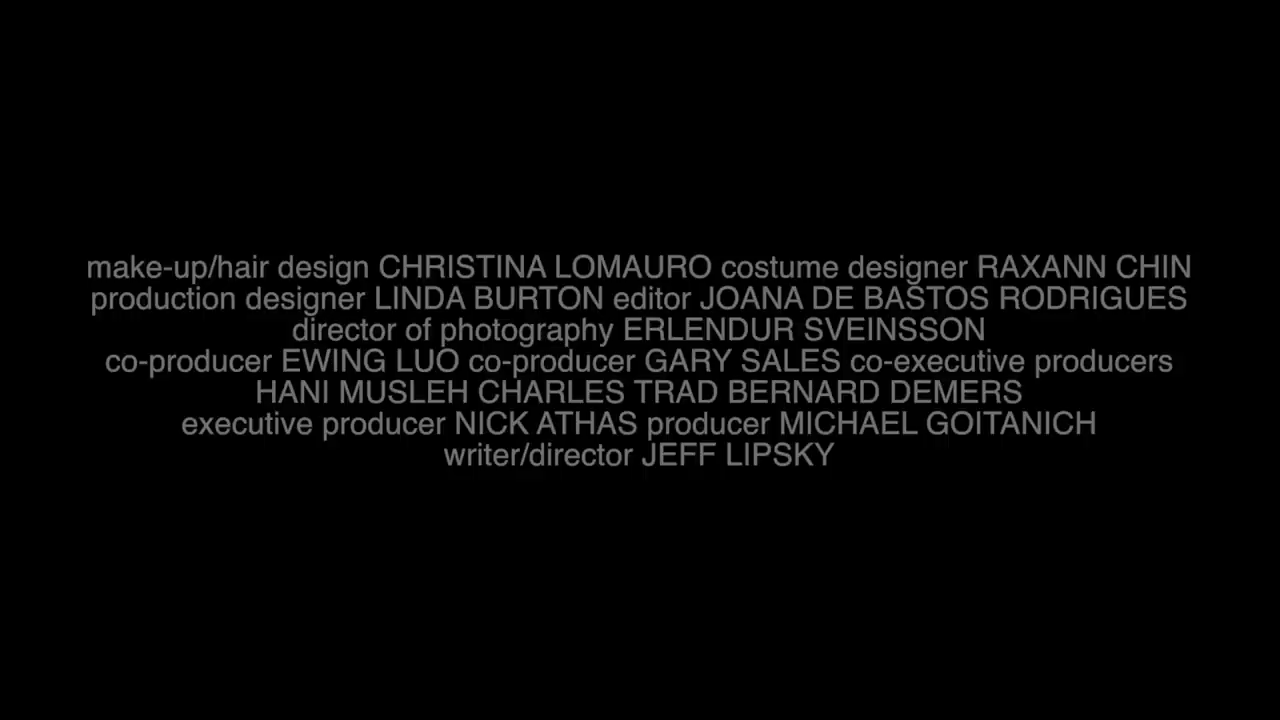 make-up/hair design CHRISTINA LOMAURO costume designer RAXANN CHIN
production designer LINDA BURTON editor JOANA DE BASTOS RODRIGUES
director of photography ERLENDUR SVEINSSON
co-producer EWING LUO co-producer GARY SALES co-executive producers
HANI MUSLEH CHARLES TRAD BERNARD DEMERS
executive producer NICK ATHAS producer MICHAEL GOITANICH
writer/director JEFF LIPSKY